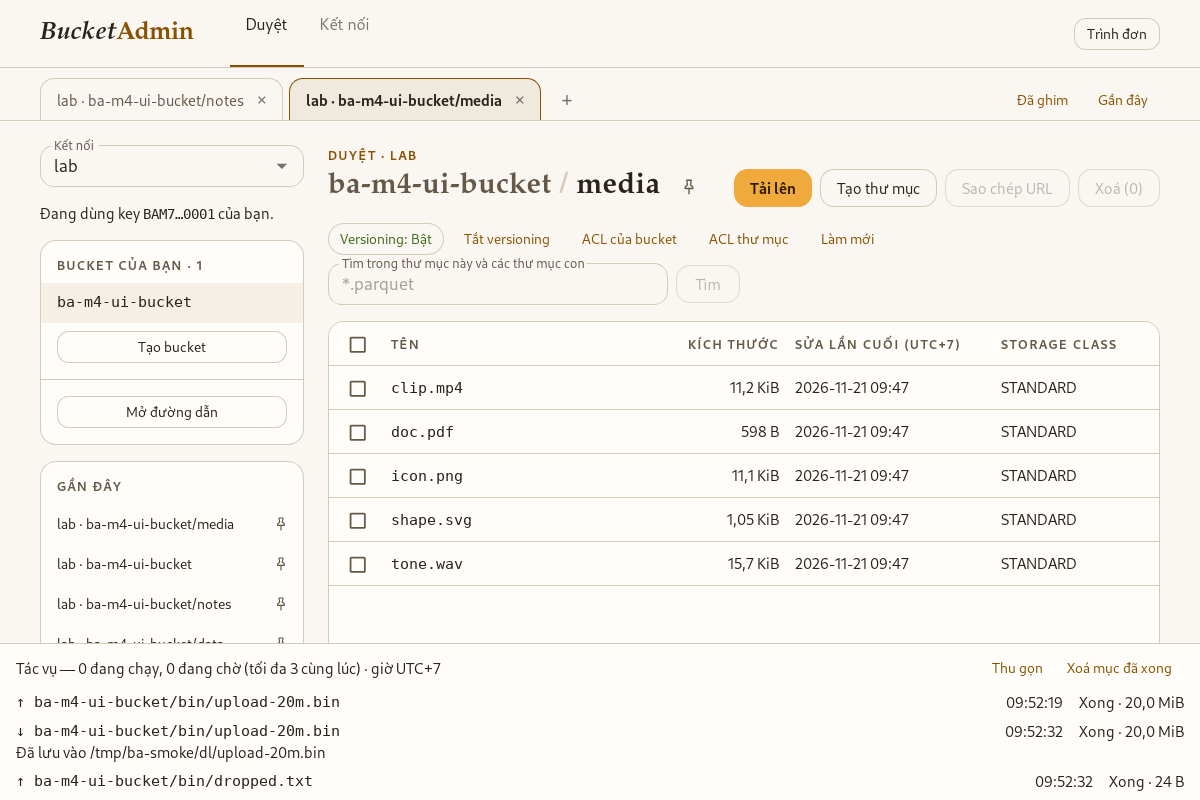 BucketAdmin
Duyệt
Kết nối
Trình đơn
lab · ba-m4-ui-bucket/notes ×
lab · ba-m4-ui-bucket/media ×
+
Đã ghim
Gần đây
Kết nối
lab
Đang dùng key BAM7…0001 của bạn.
BUCKET CỦA BẠN · 1
ba-m4-ui-bucket
Tạo bucket
Mở đường dẫn
GẦN ĐÂY
lab · ba-m4-ui-bucket/media
lab · ba-m4-ui-bucket
lab · ba-m4-ui-bucket/notes
DUYỆT · LAB
ba-m4-ui-bucket / media
Tải lên
Tạo thư mục
Sao chép URL
Xoá (0)
Versioning: Bật
Tắt versioning
ACL của bucket
ACL thư mục
Làm mới
Tìm trong thư mục này và các thư mục con
*.parquet
Tìm
TÊN KÍCH THƯỚC SỬA LẦN CUỐI (UTC+7) STORAGE CLASS
clip.mp4 11,2 KiB 2026-11-21 09:47 STANDARD
doc.pdf 598 B 2026-11-21 09:47 STANDARD
icon.png 11,1 KiB 2026-11-21 09:47 STANDARD
shape.svg 1,05 KiB 2026-11-21 09:47 STANDARD
tone.wav 15,7 KiB 2026-11-21 09:47 STANDARD
Tác vụ — 0 đang chạy, 0 đang chờ (tối đa 3 cùng lúc) · giờ UTC+7
Thu gọn
Xoá mục đã xong
↑ ba-m4-ui-bucket/bin/upload-20m.bin 09:52:19 Xong · 20,0 MiB
↓ ba-m4-ui-bucket/bin/upload-20m.bin 09:52:32 Xong · 20,0 MiB
Đã lưu vào /tmp/ba-smoke/dl/upload-20m.bin
↑ ba-m4-ui-bucket/bin/dropped.txt 09:52:32 Xong · 24 B